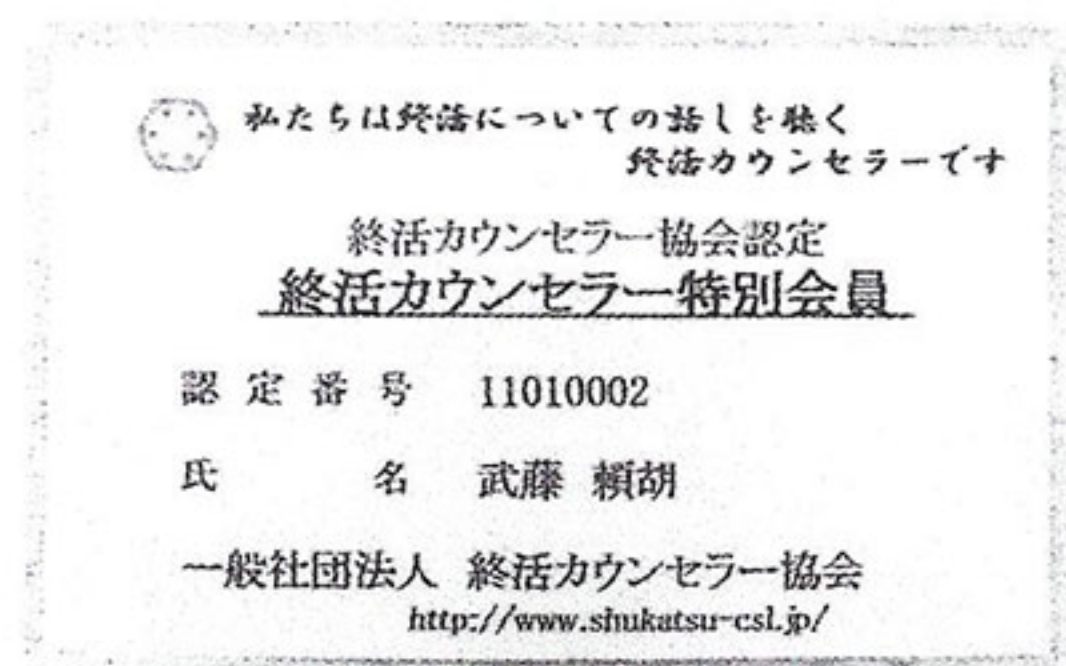 私たちは終活についての話しを聴く
終活カウンセラーです
終活カウンセラー協会認定
終活カウンセラー特別会員
認定番号 11010002
氏名 武藤 頼胡
一般社団法人 終活カウンセラー協会
http://www.shukatsu-csl.jp/